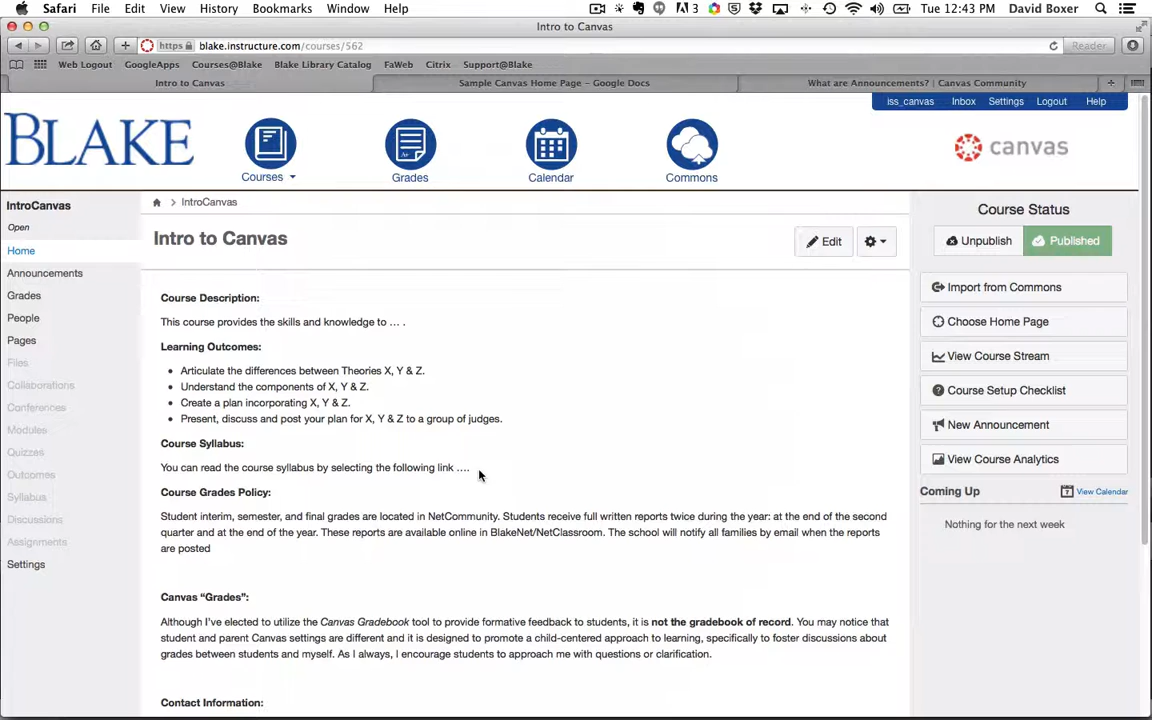 Safari File Edit View History Bookmarks Window Help 3 Tue 12:43 PM David Boxer
Intro to Canvas
https blake.instructure.com/courses/562 Reader
Web Logout GoogleApps Courses@Blake Blake Library Catalog FaWeb Citrix Support@Blake
Intro to Canvas Sample Canvas Home Page – Google Docs What are Announcements? | Canvas Community
iss_canvas Inbox Settings Logout Help
BLAKE
Courses Grades Calendar Commons
canvas
IntroCanvas
Open
Home
Announcements
Grades
People
Pages
Files
Collaborations
Conferences
Modules
Quizzes
Outcomes
Syllabus
Discussions
Assignments
Settings
IntroCanvas
Intro to Canvas
Edit
Course Description:
This course provides the skills and knowledge to … .
Learning Outcomes:
• Articulate the differences between Theories X, Y & Z.
• Understand the components of X, Y & Z.
• Create a plan incorporating X, Y & Z.
• Present, discuss and post your plan for X, Y & Z to a group of judges.
Course Syllabus:
You can read the course syllabus by selecting the following link ….
Course Grades Policy:
Student interim, semester, and final grades are located in NetCommunity. Students receive full written reports twice during the year: at the end of the second
quarter and at the end of the year. These reports are available online in BlakeNet/NetClassroom. The school will notify all families by email when the reports
are posted
Canvas “Grades”:
Although I’ve elected to utilize the Canvas Gradebook tool to provide formative feedback to students, it is not the gradebook of record. You may notice that
student and parent Canvas settings are different and it is designed to promote a child-centered approach to learning, specifically to foster discussions about
grades between students and myself. As I always, I encourage students to approach me with questions or clarification.
Contact Information:
Course Status
Unpublish Published
Import from Commons
Choose Home Page
View Course Stream
Course Setup Checklist
New Announcement
View Course Analytics
Coming Up View Calendar
Nothing for the next week